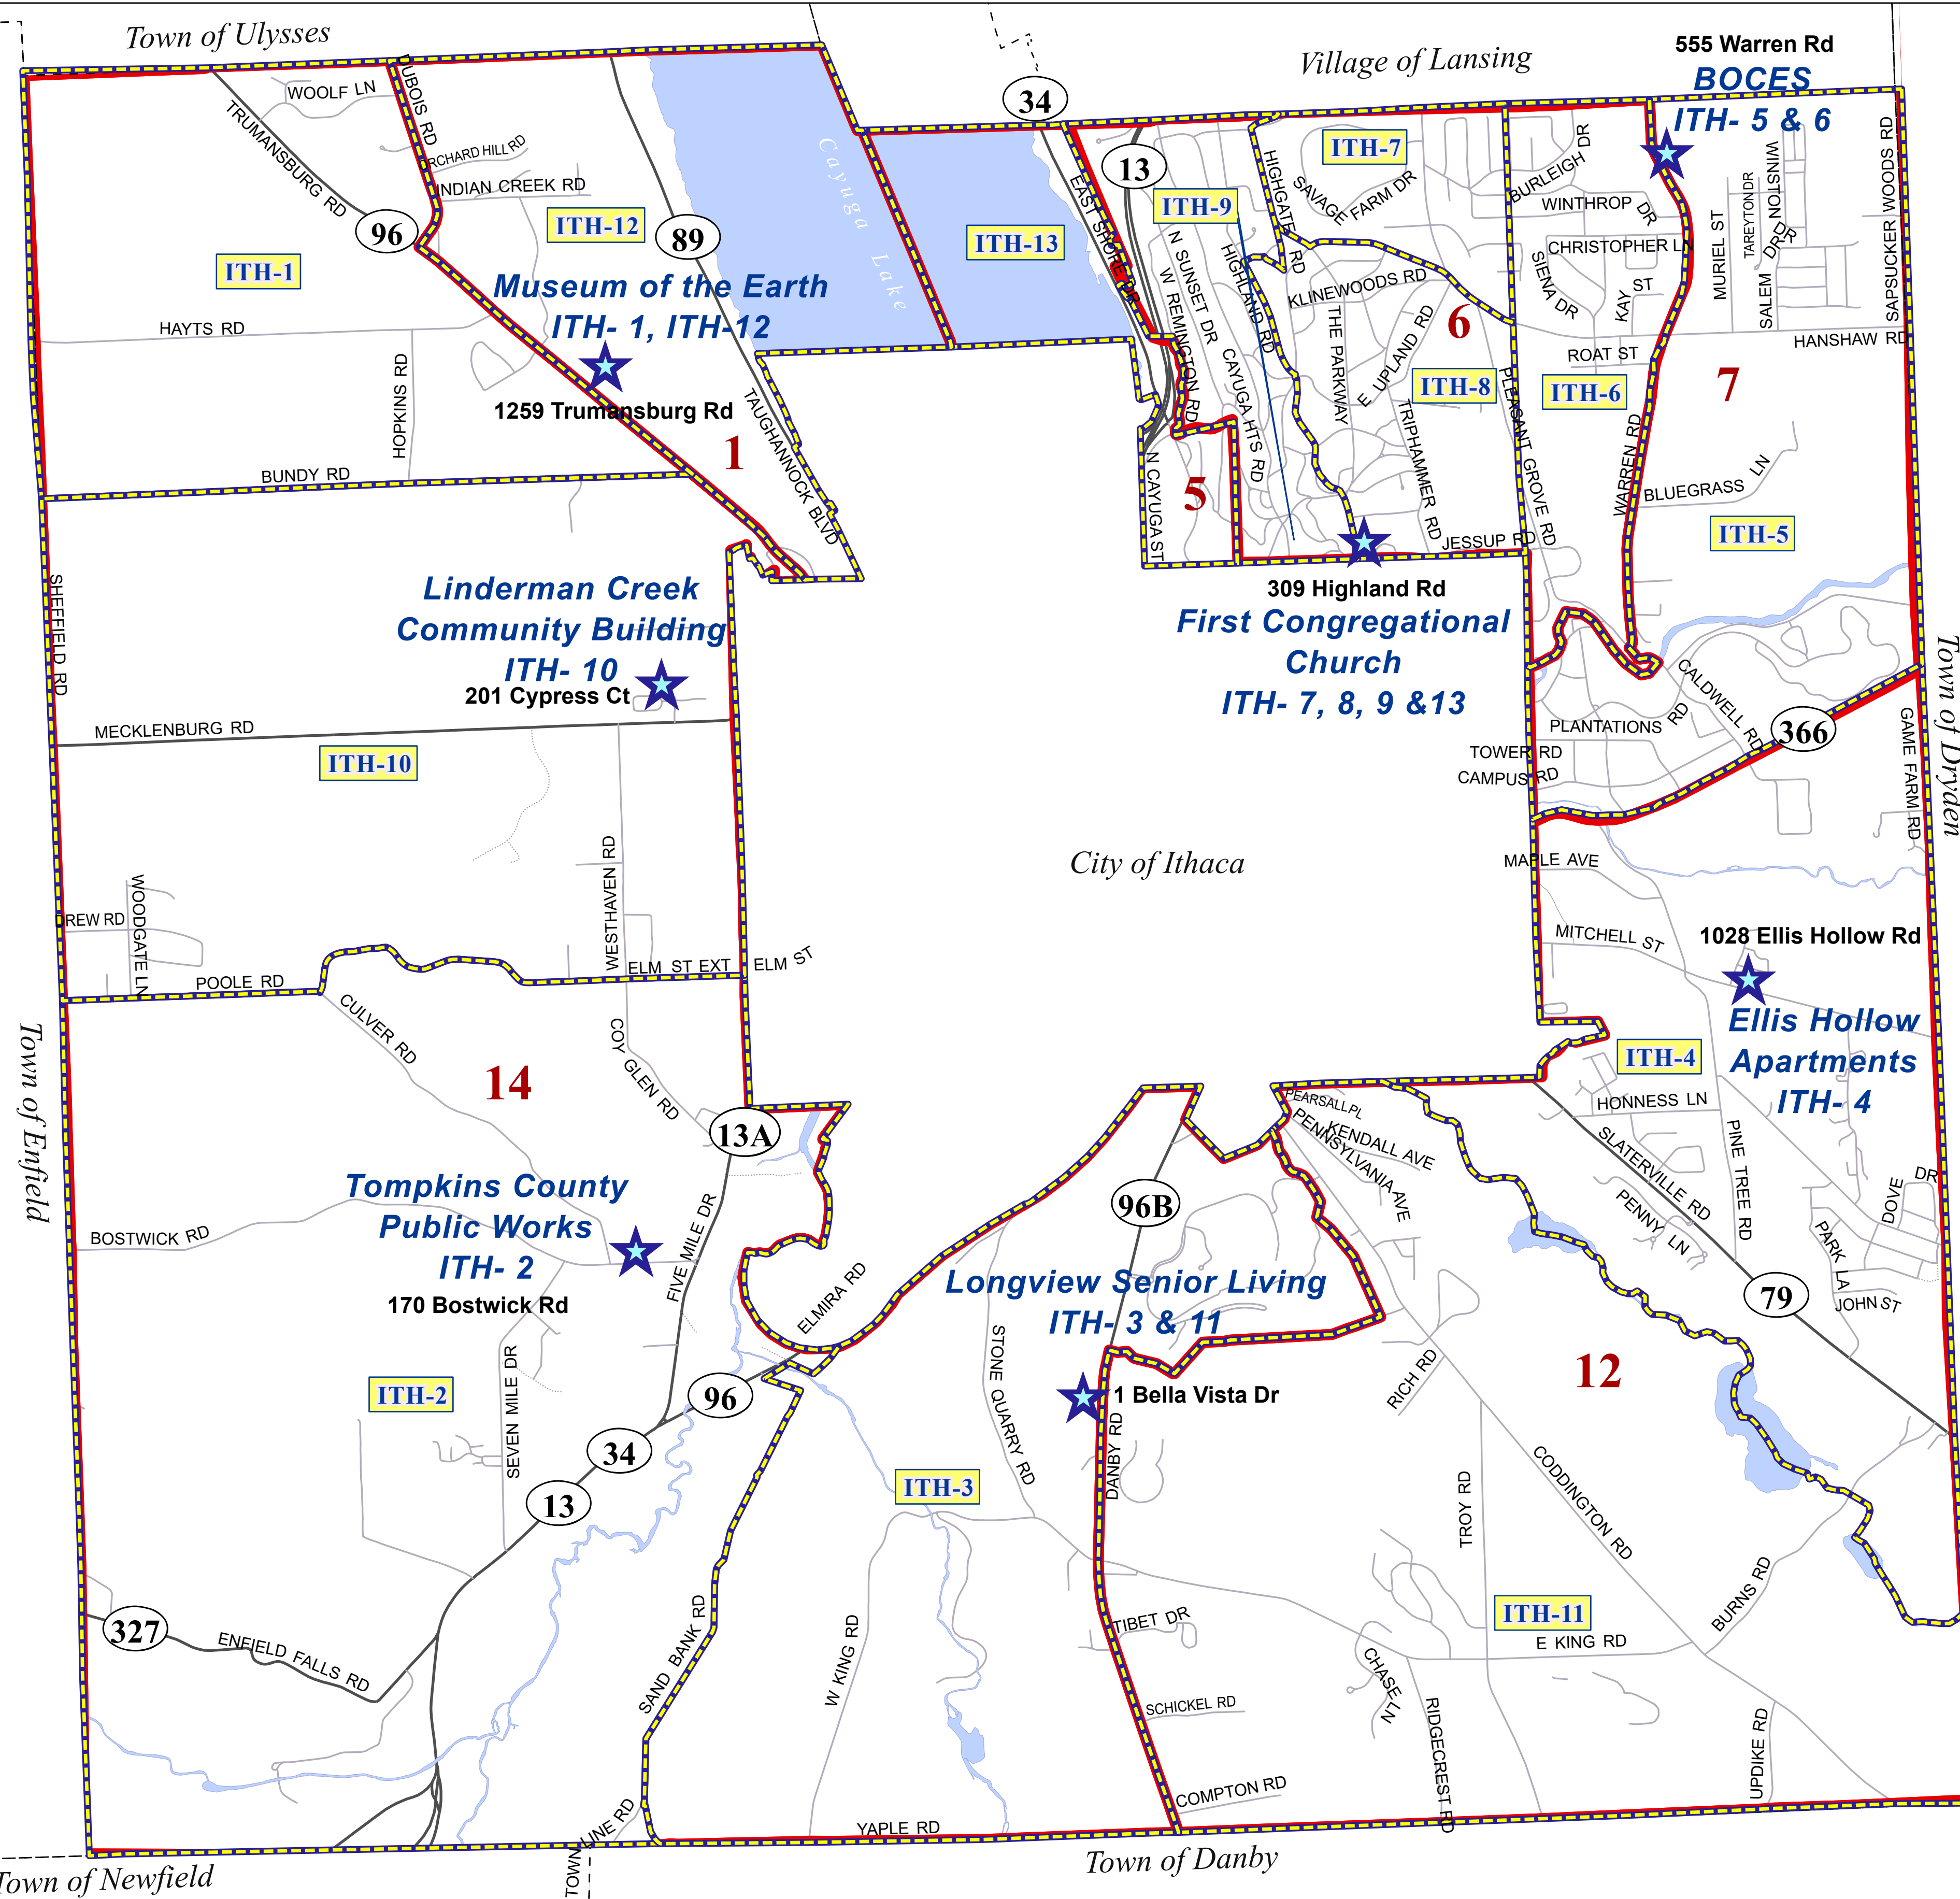 Town of Ulysses
Village of Lansing
555 Warren Rd
BOCES
ITH- 5 & 6
34
13
WOOLF LN
DUBOIS RD
TRUMANSBURG RD
RCHARD HILL RD
INDIAN CREEK RD
96
ITH-12
89
ITH-1
HAYTS RD
HOPKINS RD
BUNDY RD
Museum of the Earth
ITH- 1, ITH-12
1259 Trumansburg Rd
1
TAUGHANNOCK BLVD
Cayuga Lake
ITH-13
EAST SHORE DR
ITH-9
N SUNSET DR
W REMINGTON RD
HIGHLAND RD
CAYUGA HTS RD
N CAYUGA ST
5
HIGHGATE RD
ITH-7
SAVAGE FARM DR
KLINEWOODS RD
THE PARKWAY
E UPLAND RD
6
ITH-8
TRIPHAMMER RD
PLEASANT GROVE RD
JESSUP RD
BURLEIGH DR
WINTHROP DR
CHRISTOPHER LN
SIENA DR
KAY ST
ROAT ST
ITH-6
WARREN RD
MURIEL ST
TAREYTON DR
WINSTON DR
SALEM DR
SAPSUCKER WOODS RD
HANSHAW RD
7
BLUEGRASS LN
ITH-5
309 Highland Rd
First Congregational
Church
ITH- 7, 8, 9 &13
SHEFFIELD RD
Linderman Creek
Community Building
ITH- 10
201 Cypress Ct
MECKLENBURG RD
ITH-10
WESTHAVEN RD
DREW RD
WOODGATE LN
POOLE RD
ELM ST EXT
ELM ST
City of Ithaca
CALDWELL RD
PLANTATIONS RD
TOWER RD
CAMPUS RD
366
GAME FARM RD
Town of Dryden
MAPLE AVE
MITCHELL ST
1028 Ellis Hollow Rd
Ellis Hollow
Apartments
ITH- 4
ITH-4
HONNESS LN
SLATERVILLE RD
PINE TREE RD
PENNY LN
DOVE DR
PARK LA
JOHN ST
79
12
Town of Enfield
CULVER RD
14
COY GLEN RD
13A
Tompkins County
Public Works
ITH- 2
170 Bostwick Rd
BOSTWICK RD
FIVE MILE DR
ELMIRA RD
ITH-2
SEVEN MILE DR
96
34
13
327
ENFIELD FALLS RD
SAND BANK RD
PEARSALL PL
KENDALL AVE
PENNSYLVANIA AVE
96B
Longview Senior Living
ITH- 3 & 11
1 Bella Vista Dr
STONE QUARRY RD
DANBY RD
ITH-3
W KING RD
RICH RD
TROY RD
CODDINGTON RD
BURNS RD
ITH-11
E KING RD
TIBET DR
CHASE LN
SCHICKEL RD
RIDGECREST RD
UPDIKE RD
COMPTON RD
YAPLE RD
TOWN LINE RD
Town of Newfield
Town of Danby